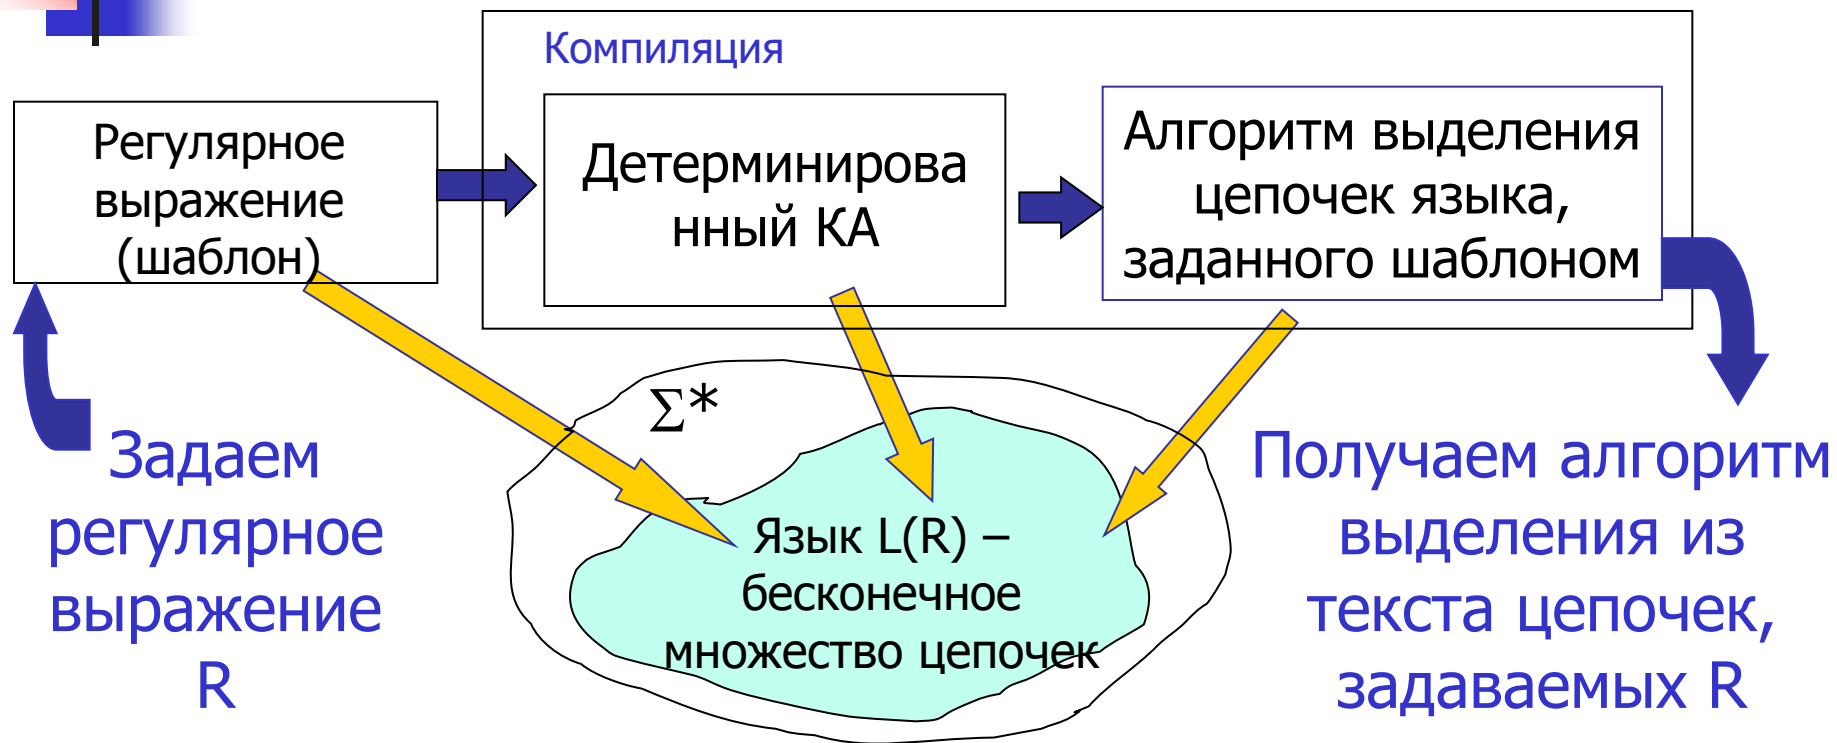 Компиляция
Регулярное
выражение
(шаблон)
Детерминирова
нный КА
Алгоритм выделения
цепочек языка,
заданного шаблоном
Σ*
Задаем
регулярное
выражение
R
Язык L(R) –
бесконечное
множество цепочек
Получаем алгоритм
выделения из
текста цепочек,
задаваемых R